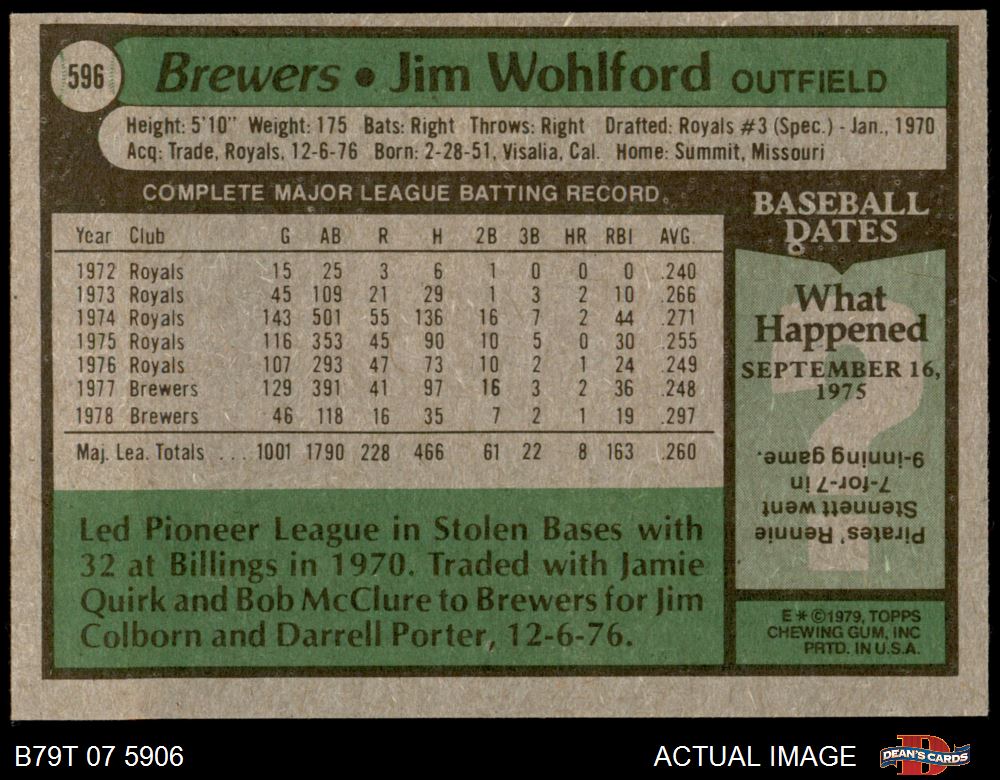 596
Brewers • Jim Wohlford OUTFIELD
Height: 5'10" Weight: 175 Bats: Right Throws: Right Drafted: Royals #3 (Spec.) - Jan., 1970
Acq: Trade, Royals, 12-6-76 Born: 2-28-51, Visalia, Cal. Home: Summit, Missouri
COMPLETE MAJOR LEAGUE BATTING RECORD.
Year Club G AB R H 2B 3B HR RBI AVG.
1972 Royals 15 25 3 6 1 0 0 0 .240
1973 Royals 45 109 21 29 1 3 2 10 .266
1974 Royals 143 501 55 136 16 7 2 44 .271
1975 Royals 116 353 45 90 10 5 0 30 .255
1976 Royals 107 293 47 73 10 2 1 24 .249
1977 Brewers 129 391 41 97 16 3 2 36 .248
1978 Brewers 46 118 16 35 7 2 1 19 .297
Maj. Lea. Totals ... 1001 1790 228 466 61 22 8 163 .260
Led Pioneer League in Stolen Bases with
32 at Billings in 1970. Traded with Jamie
Quirk and Bob McClure to Brewers for Jim
Colborn and Darrell Porter, 12-6-76.
BASEBALL
DATES
What
Happened
SEPTEMBER 16,
1975
Pirates' Rennie
Stennett went
7-for-7 in
9-inning game.
E * ©1979, TOPPS
CHEWING GUM, INC
PRTD. IN U.S.A.
B79T 07 5906
ACTUAL IMAGE
DEAN'S CARDS